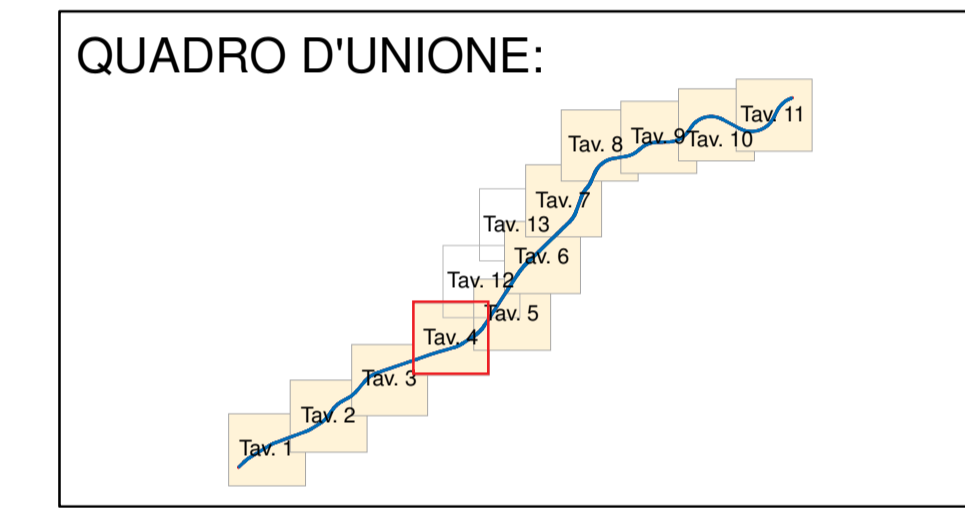 QUADRO D'UNIONE:
Tav. 11
Tav. 8
Tav. 9
Tav. 10
Tav. 7
Tav. 13
Tav. 6
Tav. 12
Tav. 5
Tav. 4
Tav. 3
Tav. 2
Tav. 1